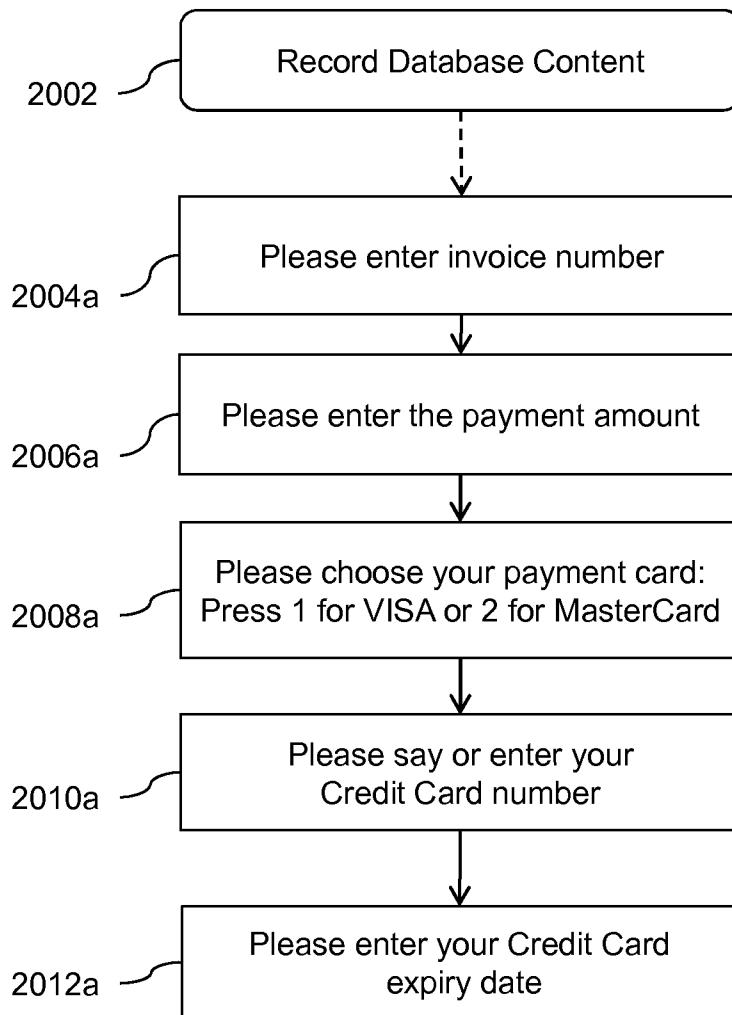 Record Database Content
2002
Please enter invoice number
2004a
Please enter the payment amount
2006a
Please choose your payment card:
Press 1 for VISA or 2 for MasterCard
2008a
Please say or enter your
Credit Card number
2010a
Please enter your Credit Card
expiry date
2012a